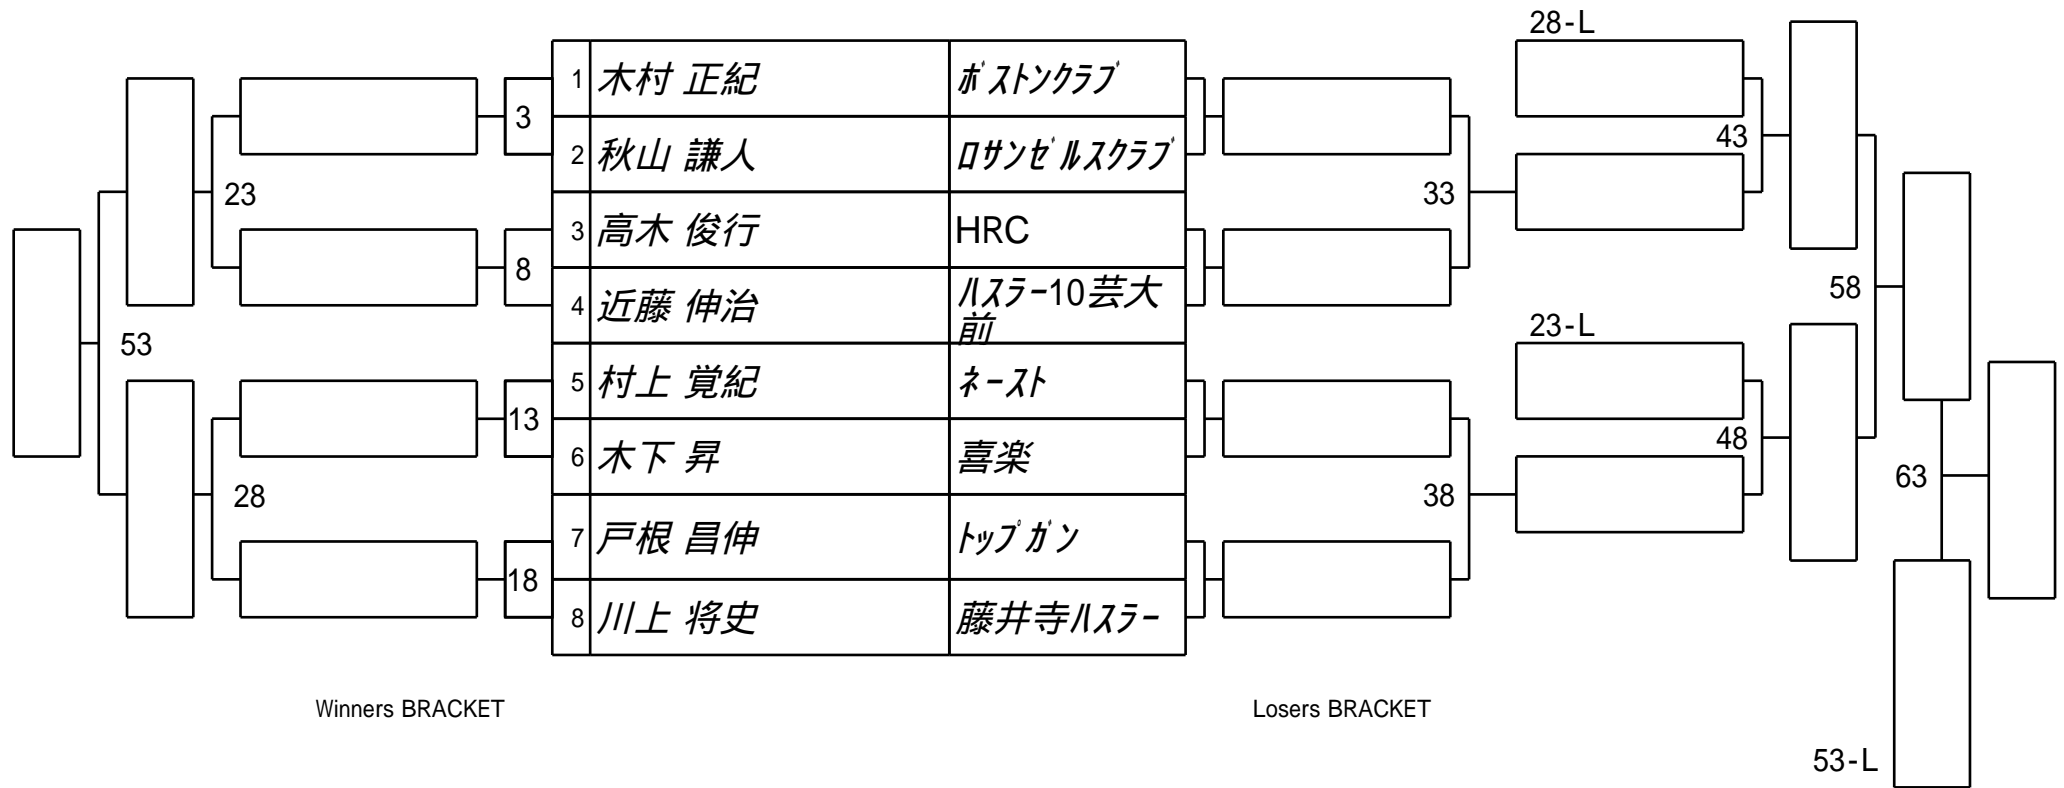 28-L
1 木村 正紀 ﾎﾞｽﾄﾝｸﾗﾌﾞ
3
43
2 秋山 謙人 ﾛｻﾝｾﾞﾙｽｸﾗﾌﾞ
23
33
3 高木 俊行 HRC
8
4 近藤 伸治 ﾊｽﾗｰ10芸大
前
58
23-L
53
5 村上 覚紀 ﾈｰｽﾄ
13
48
6 木下 昇 喜楽
28
38
63
7 戸根 昌伸 ﾄｯﾌﾟｶﾞﾝ
18
8 川上 将史 藤井寺ﾊｽﾗｰ
Winners BRACKET
Losers BRACKET
53-L